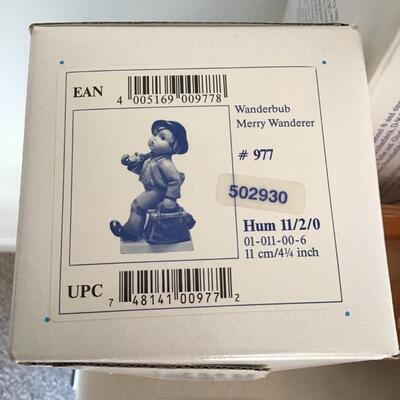 EAN
4 005169 009778
Wanderbub
Merry Wanderer
# 977
502930
Hum 11/2/0
01-011-00-6
11 cm/4¼ inch
UPC
7 48141 00977 2